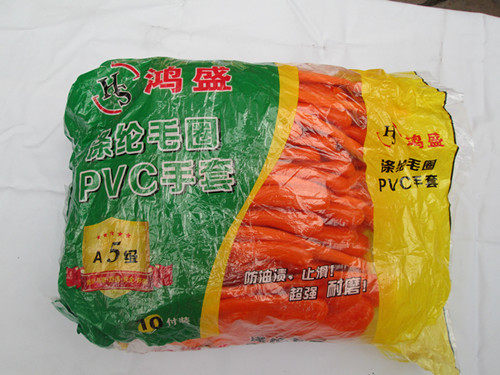 HS 鸿盛
涤纶毛圈
PVC手套
A5级
防油渍、止滑!
超强 耐磨!
10付装
HS 鸿盛
涤纶毛圈
PVC手套